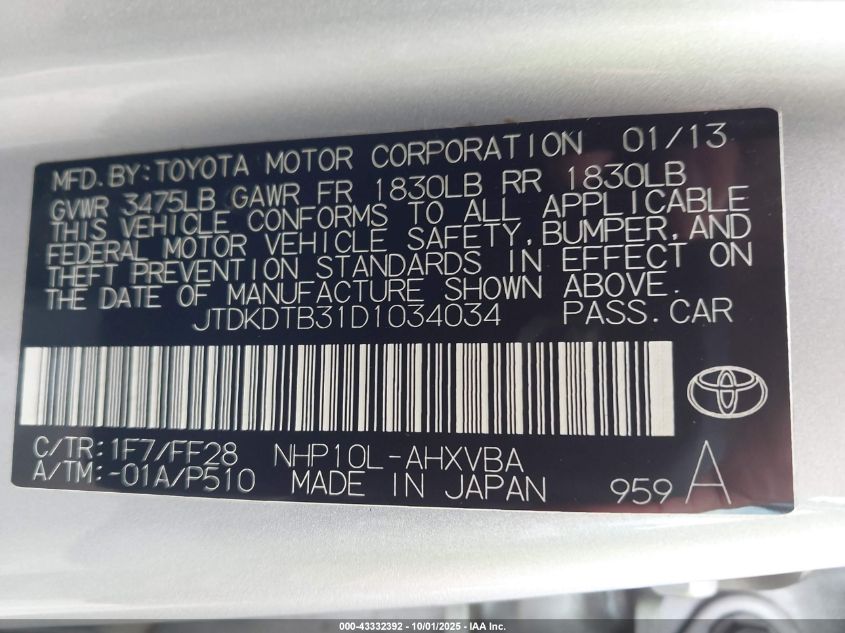 MFD. BY: TOYOTA MOTOR CORPORATION 01/13
GVWR 3475LB GAWR FR 1830LB RR 1830LB
THIS VEHICLE CONFORMS TO ALL APPLICABLE
FEDERAL MOTOR VEHICLE SAFETY, BUMPER, AND
THEFT PREVENTION STANDARDS IN EFFECT ON
THE DATE OF MANUFACTURE SHOWN ABOVE.
JTDKDTB31D1034034 PASS. CAR
C/TR: 1F7/FF28 NHP10L-AHXVBA
A/TM: -01A/P510 MADE IN JAPAN 959 A
000-43332392 - 10/01/2025 - IAA Inc.